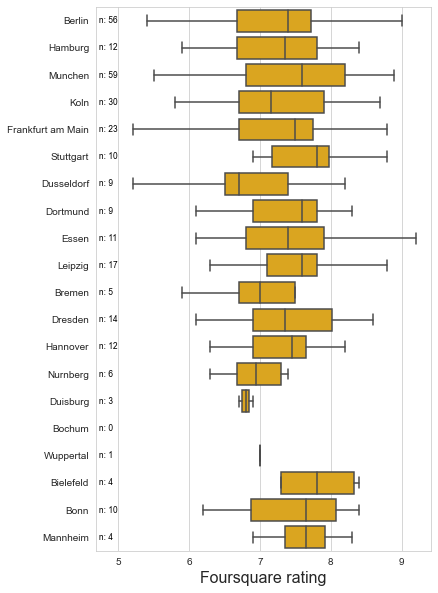 Berlin n: 56
Hamburg n: 12
Munchen n: 59
Koln n: 30
Frankfurt am Main n: 23
Stuttgart n: 10
Dusseldorf n: 9
Dortmund n: 9
Essen n: 11
Leipzig n: 17
Bremen n: 5
Dresden n: 14
Hannover n: 12
Nurnberg n: 6
Duisburg n: 3
Bochum n: 0
Wuppertal n: 1
Bielefeld n: 4
Bonn n: 10
Mannheim n: 4
5 6 7 8 9
Foursquare rating